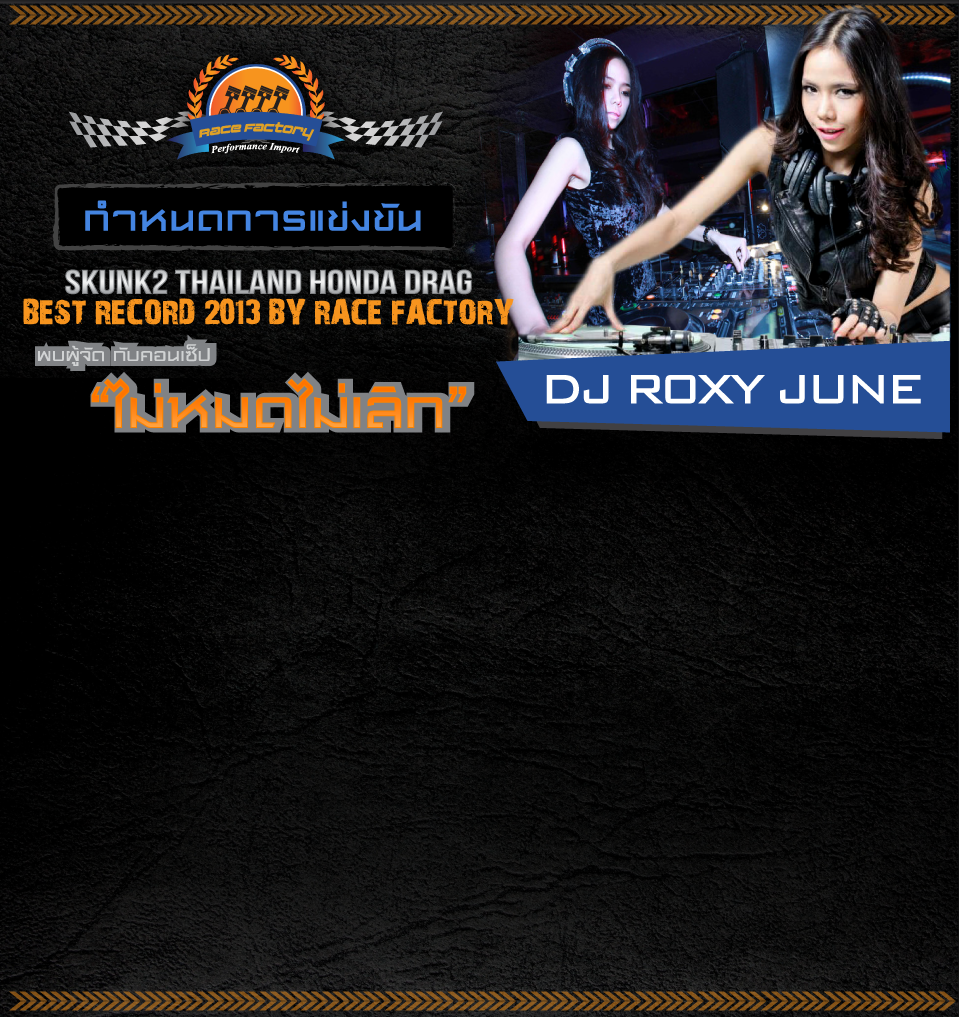 Race Factory
Performance Import
กำหนดการแข่งขัน
SKUNK2 THAILAND HONDA DRAG
BEST RECORD 2013 BY RACE FACTORY
พบผู้จัด กับคอนเซ็ป
“ไม่หมดไม่เลิก”
DJ ROXY JUNE